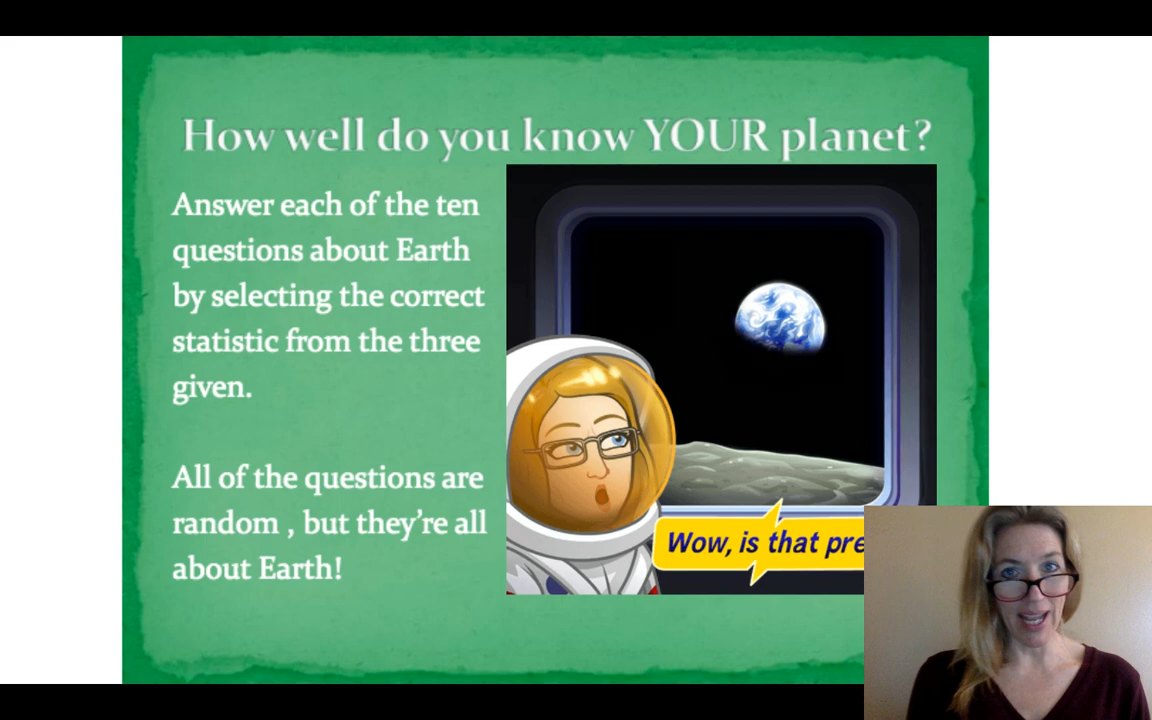 How well do you know YOUR planet?
Answer each of the ten
questions about Earth
by selecting the correct
statistic from the three
given.
All of the questions are
random , but they’re all
about Earth!
Wow, is that